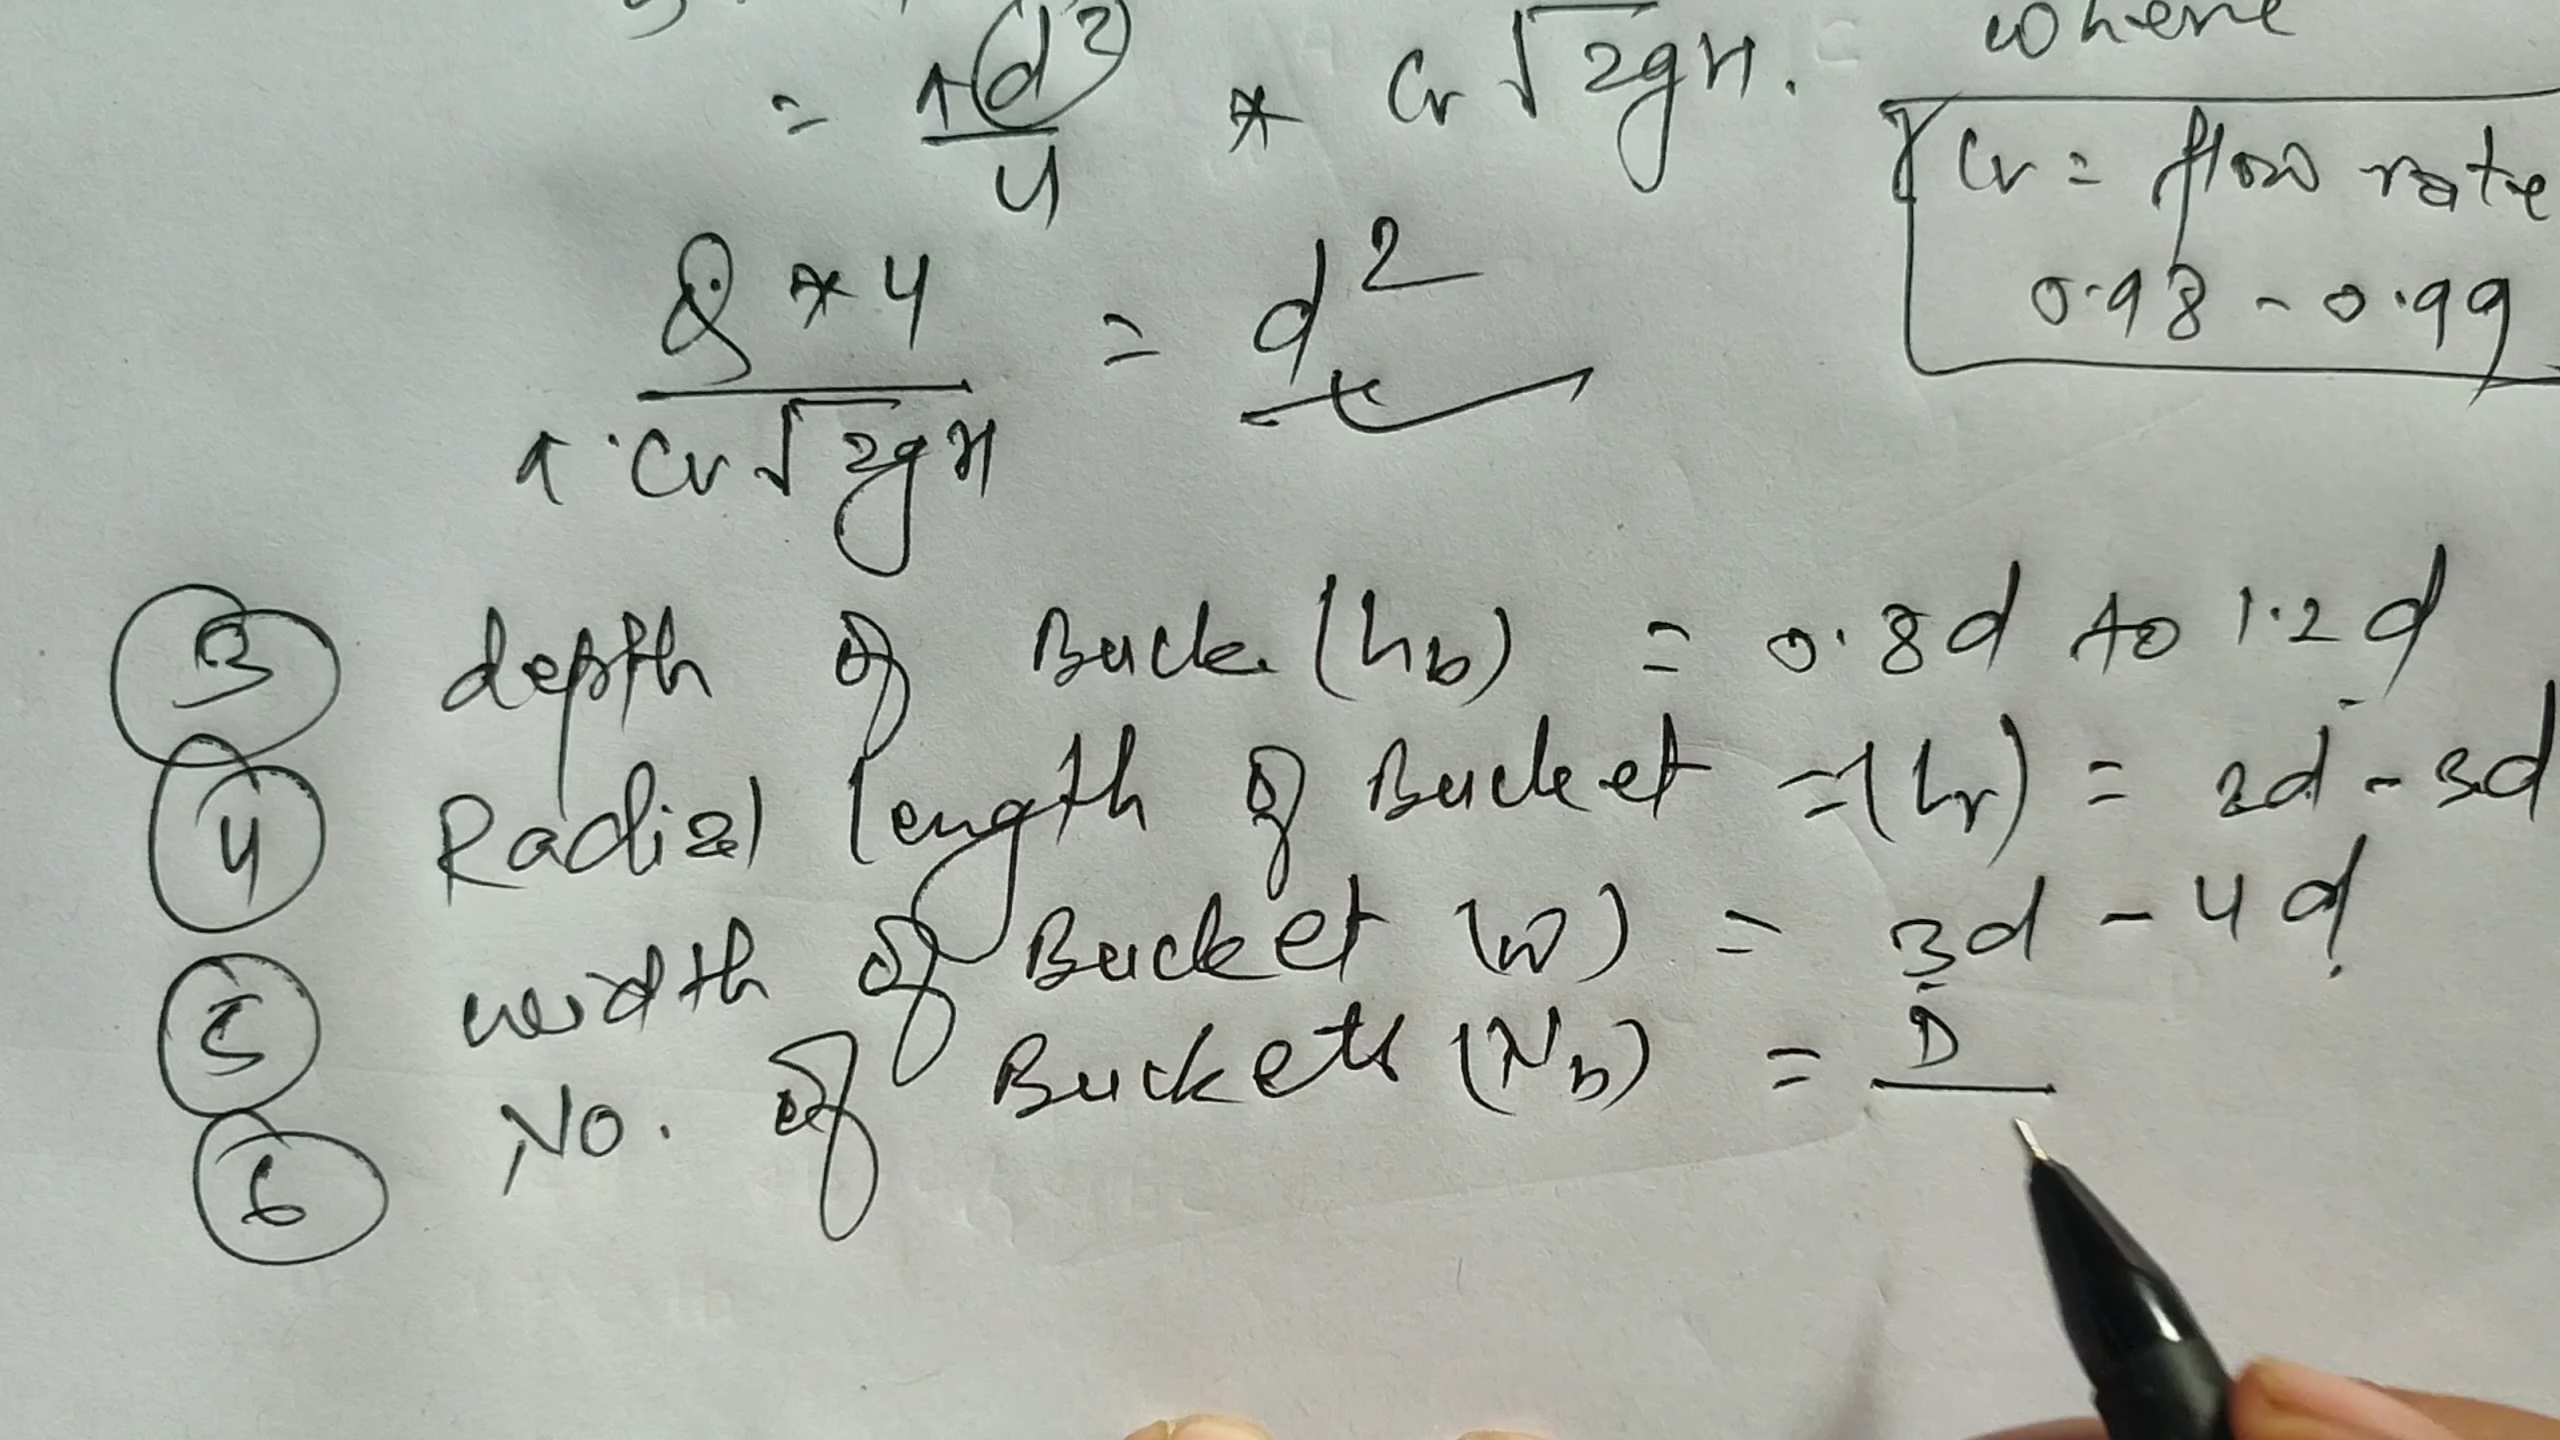 where
= πd²/4 * Cv √2gH.
Cv = flow rate
0.98 - 0.99
Q * 4 / π · Cv √2gH = d²
3 depth of Buck. (hb) = 0.8d to 1.2d
4 Radial length of Bucket = (hr) = 2d - 3d
5 width of Bucket (w) = 3d - 4d
6 No. of Buckets (Nb) = D